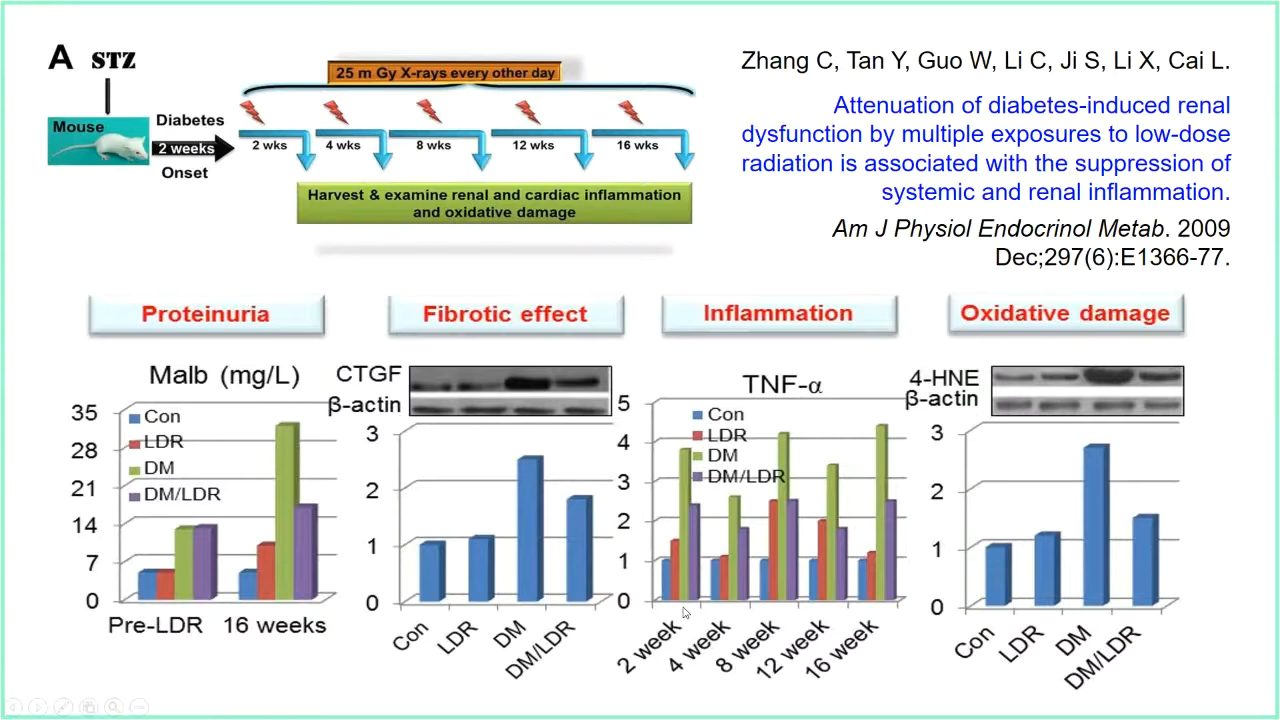 A STZ
25 m Gy X-rays every other day
Mouse
Diabetes
2 weeks
Onset
2 wks
4 wks
8 wks
12 wks
16 wks
Harvest & examine renal and cardiac inflammation
and oxidative damage
Zhang C, Tan Y, Guo W, Li C, Ji S, Li X, Cai L.
Attenuation of diabetes-induced renal
dysfunction by multiple exposures to low-dose
radiation is associated with the suppression of
systemic and renal inflammation.
Am J Physiol Endocrinol Metab. 2009
Dec;297(6):E1366-77.
Proteinuria
Malb (mg/L)
35
28
21
14
7
0
Con
LDR
DM
DM/LDR
Pre-LDR
16 weeks
Fibrotic effect
CTGF
β-actin
3
2
1
0
Con
LDR
DM
DM/LDR
Inflammation
TNF-α
5
4
3
2
1
0
Con
LDR
DM
DM/LDR
2 week
4 week
8 week
12 week
16 week
Oxidative damage
4-HNE
β-actin
3
2
1
0
Con
LDR
DM
DM/LDR